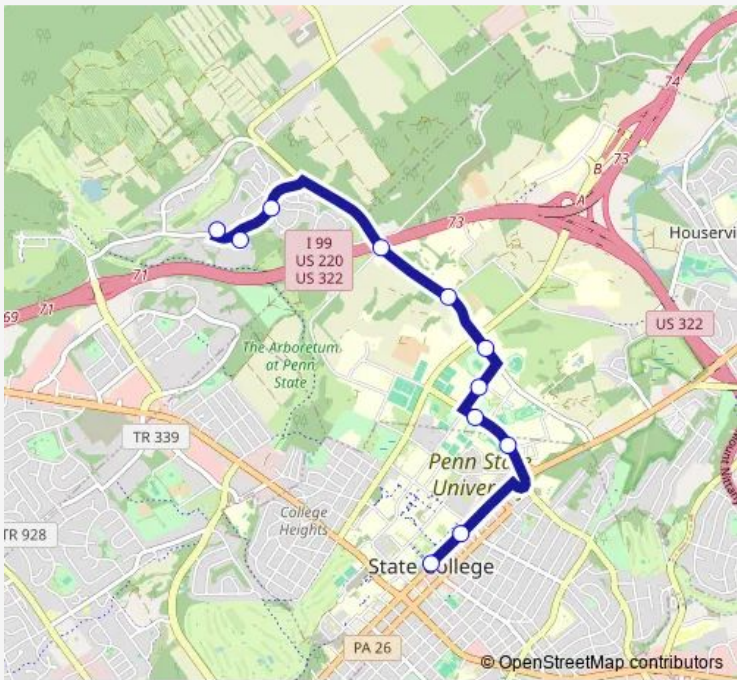 74
73
B
A
Houservi
73
I 99
US 220
US 322
71
71
69
US 322
The Arboretum
at Penn
State
TR 339
Penn Sta
Univer
College
Heights
TR 928
State College
PA 26
© OpenStreetMap contributors